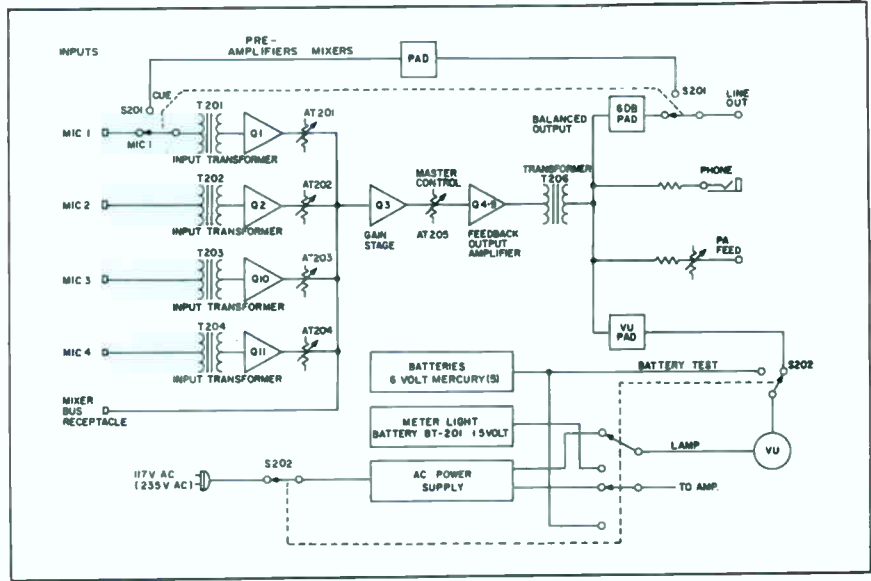 INPUTS
PRE-
AMPLIFIERS MIXERS
PAD
S201
CUE
S201
LINE
OUT
6DB
PAD
BALANCED
OUTPUT
MIC 1
MIC 1
T201
Q1
AT201
INPUT TRANSFORMER
PHONE
MIC 2
T202
Q2
AT202
INPUT TRANSFORMER
Q3
GAIN
STAGE
MASTER
CONTROL
AT205
Q4-9
FEEDBACK
OUTPUT
AMPLIFIER
TRANSFORMER
T206
PA
FEED
MIC 3
T203
Q10
AT203
INPUT TRANSFORMER
MIC 4
T204
Q11
AT204
INPUT TRANSFORMER
VU
PAD
MIXER
BUS
RECEPTACLE
BATTERIES
6 VOLT MERCURY (5)
BATTERY TEST
S202
METER LIGHT
BATTERY BT-201 1.5VOLT
LAMP
VU
117V AC
(235V AC)
S202
AC POWER
SUPPLY
TO AMP.